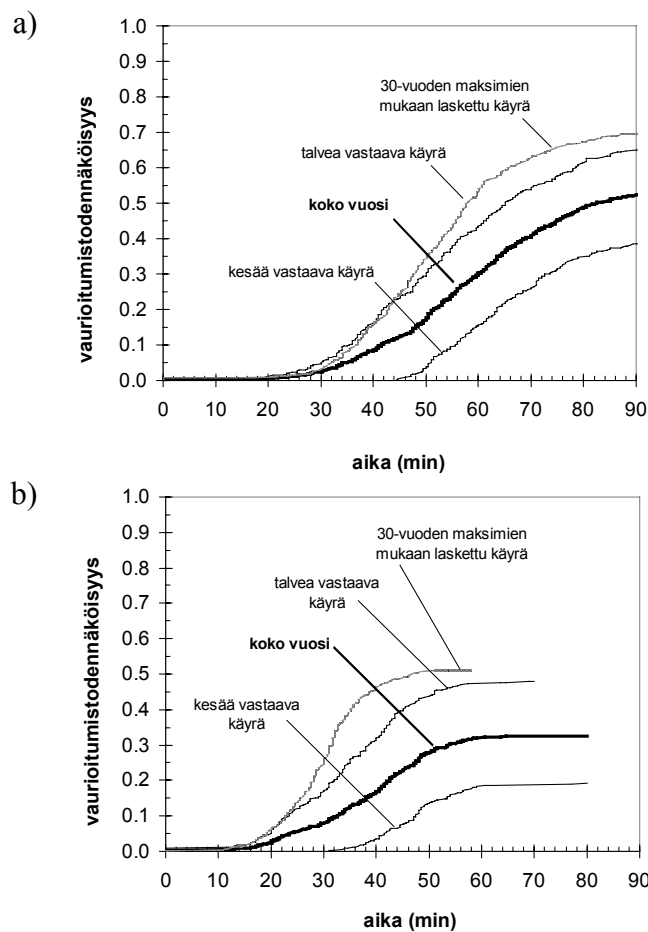 a)
vaurioitumistodennäköisyys
1.0
0.9
0.8
0.7
0.6
0.5
0.4
0.3
0.2
0.1
0.0
30-vuoden maksimien
mukaan laskettu käyrä
talvea vastaava käyrä
koko vuosi
kesää vastaava käyrä
0 10 20 30 40 50 60 70 80 90
aika (min)
b)
vaurioitumistodennäköisyys
1.0
0.9
0.8
0.7
0.6
0.5
0.4
0.3
0.2
0.1
0.0
30-vuoden maksimien
mukaan laskettu käyrä
talvea vastaava
käyrä
koko vuosi
kesää vastaava
käyrä
0 10 20 30 40 50 60 70 80 90
aika (min)